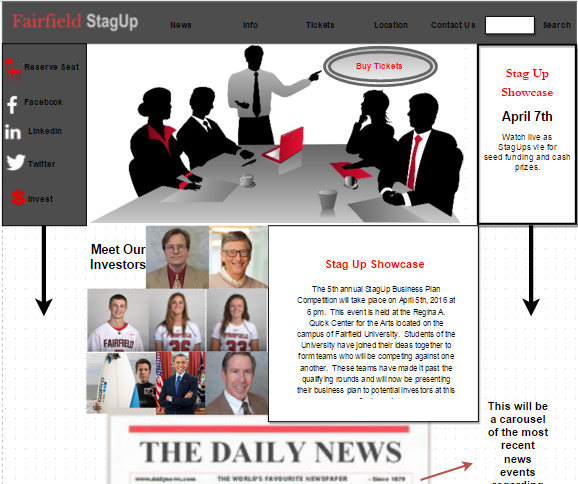 Fairfield StagUp
News Info Tickets Location Contact Us Search
Reserve Seat
Facebook
LinkedIn
Twitter
Invest
Buy Tickets
Stag Up
Showcase
April 7th
Watch live as
StagUps vie for
seed funding and cash
prizes.
Meet Our
Investors
FAIRFIELD
Stag Up Showcase
The 5th annual StagUp Business Plan
Competition will take place on April 5th, 2016 at
6 pm. This event is held at the Regina A.
Quick Center for the Arts located on the
campus of Fairfield University. Students of the
University have joined their ideas together to
form teams who will be competing against one
another. These teams have made it past the
qualifying rounds and will now be presenting
their business plan to potential investors at this
THE DAILY NEWS
www.dailynews.com THE WORLD'S FAVOURITE NEWSPAPER - Since 1879
This will be
a carousel
of the most
recent
news
events
regarding